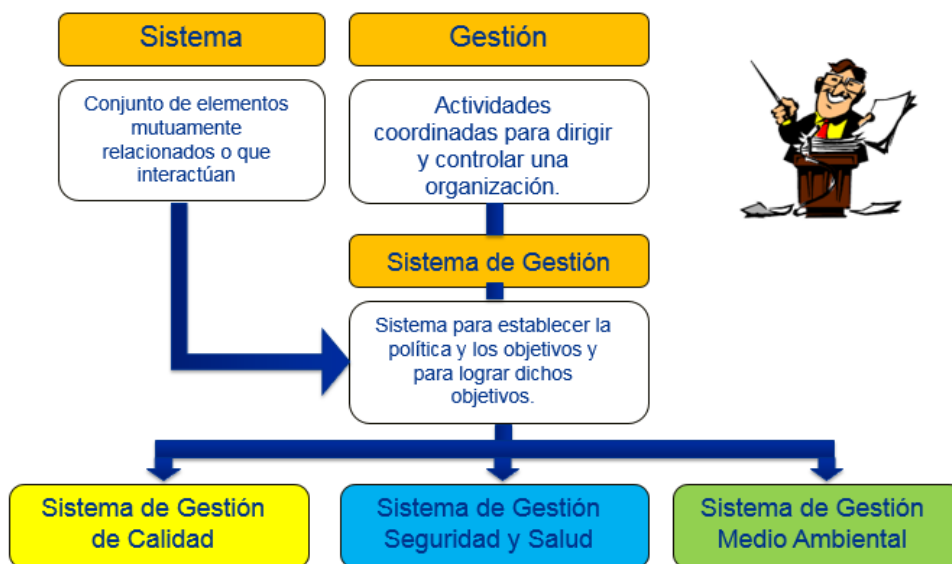 Sistema
Gestión
Conjunto de elementos
mutuamente
relacionados o que
interactúan
Actividades
coordinadas para dirigir
y controlar una
organización.
Sistema de Gestión
Sistema para establecer la
política y los objetivos y
para lograr dichos
objetivos.
Sistema de Gestión
de Calidad
Sistema de Gestión
Seguridad y Salud
Sistema de Gestión
Medio Ambiental